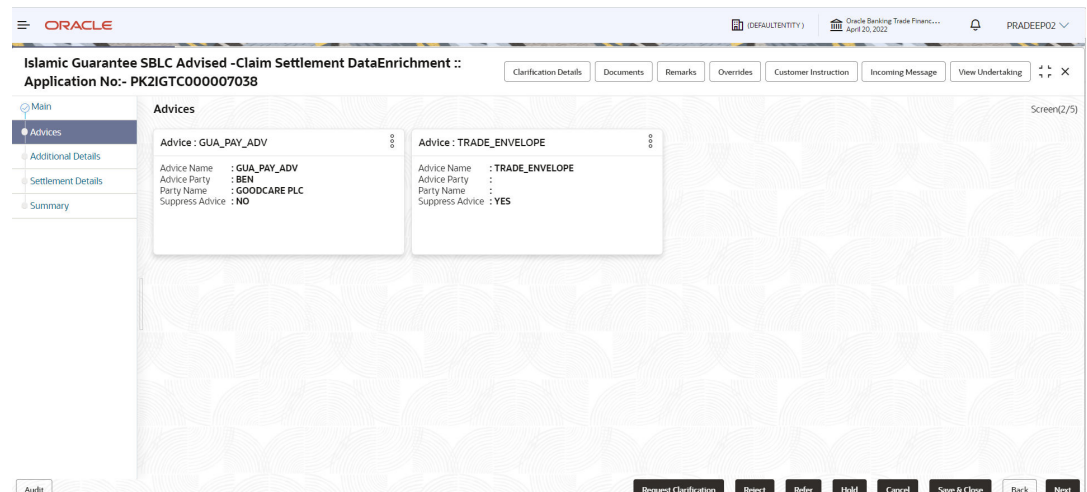 ORACLE
(DEFAULTENTITY )
Oracle Banking Trade Financ...
April 20, 2022
PRADEEP02
Islamic Guarantee SBLC Advised -Claim Settlement DataEnrichment ::
Application No:- PK2IGTC000007038
Clarification Details
Documents
Remarks
Overrides
Customer Instruction
Incoming Message
View Undertaking
Main
Advices
Additional Details
Settlement Details
Summary
Advices
Screen(2/5)
Advice : GUA_PAY_ADV
Advice Name : GUA_PAY_ADV
Advice Party : BEN
Party Name : GOODCARE PLC
Suppress Advice : NO
Advice : TRADE_ENVELOPE
Advice Name : TRADE_ENVELOPE
Advice Party :
Party Name :
Suppress Advice : YES
Audit
Request Clarification
Reject
Refer
Hold
Cancel
Save & Close
Back
Next